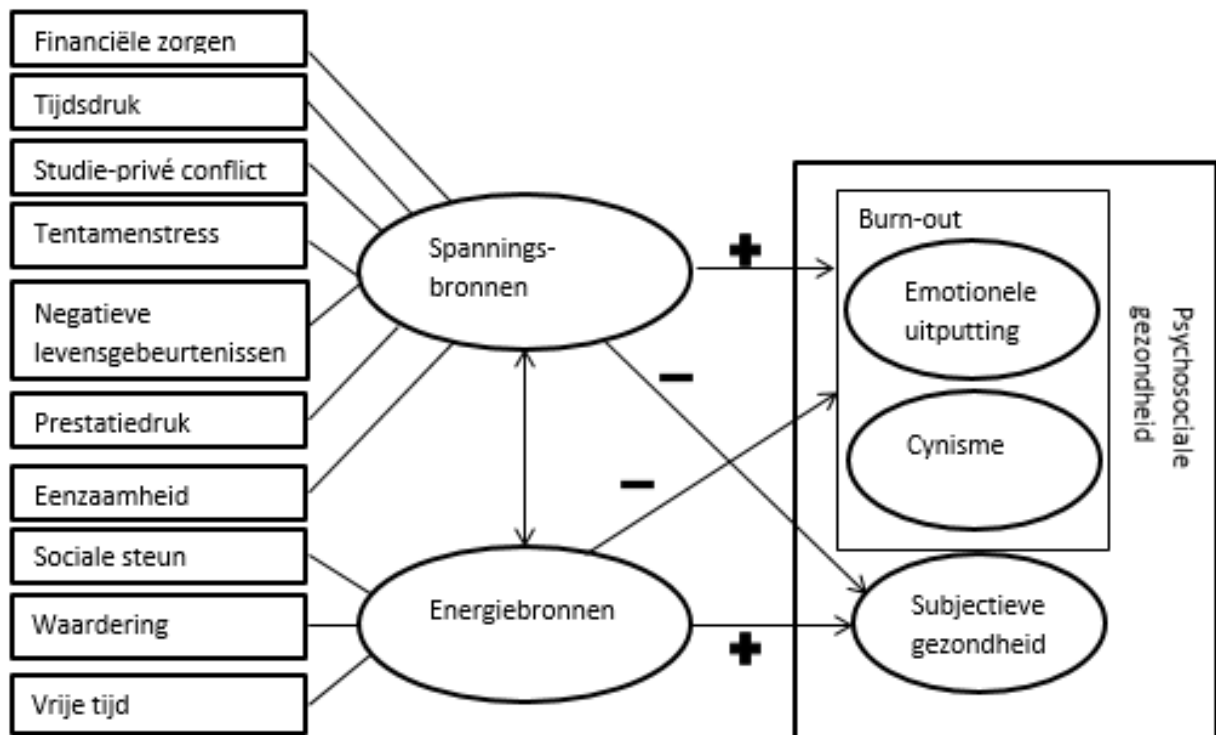 Financiële zorgen
Tijdsdruk
Studie-privé conflict
Tentamenstress
Negatieve
levensgebeurtenissen
Prestatiedruk
Eenzaamheid
Sociale steun
Waardering
Vrije tijd
Spannings-
bronnen
Energiebronnen
+
−
−
+
Burn-out
Emotionele
uitputting
Cynisme
Subjectieve
gezondheid
Psychosociale
gezondheid